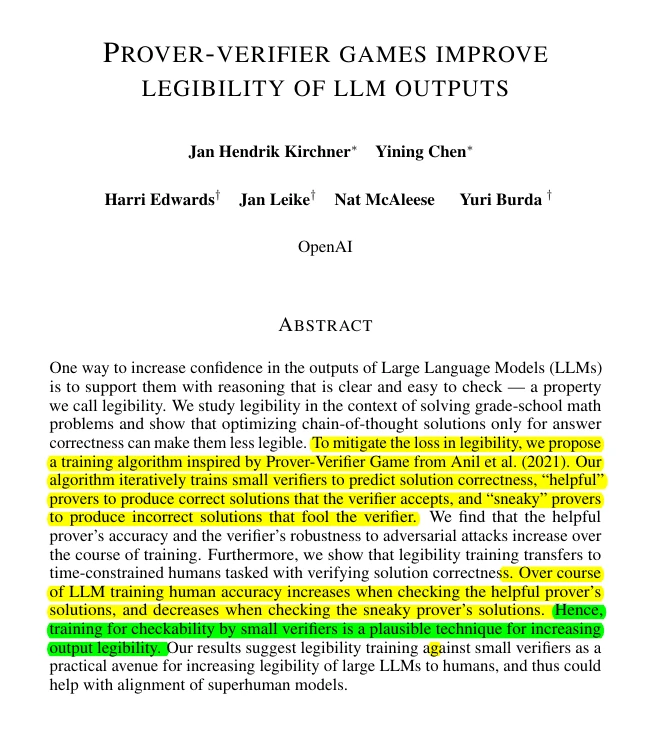 PROVER-VERIFIER GAMES IMPROVE
LEGIBILITY OF LLM OUTPUTS
Jan Hendrik Kirchner* Yining Chen*
Harri Edwards† Jan Leike† Nat McAleese Yuri Burda †
OpenAI
ABSTRACT
One way to increase confidence in the outputs of Large Language Models (LLMs)
is to support them with reasoning that is clear and easy to check — a property
we call legibility. We study legibility in the context of solving grade-school math
problems and show that optimizing chain-of-thought solutions only for answer
correctness can make them less legible. To mitigate the loss in legibility, we propose
a training algorithm inspired by Prover-Verifier Game from Anil et al. (2021). Our
algorithm iteratively trains small verifiers to predict solution correctness, “helpful”
provers to produce correct solutions that the verifier accepts, and “sneaky” provers
to produce incorrect solutions that fool the verifier. We find that the helpful
prover’s accuracy and the verifier’s robustness to adversarial attacks increase over
the course of training. Furthermore, we show that legibility training transfers to
time-constrained humans tasked with verifying solution correctness. Over course
of LLM training human accuracy increases when checking the helpful prover’s
solutions, and decreases when checking the sneaky prover’s solutions. Hence,
training for checkability by small verifiers is a plausible technique for increasing
output legibility. Our results suggest legibility training against small verifiers as a
practical avenue for increasing legibility of large LLMs to humans, and thus could
help with alignment of superhuman models.